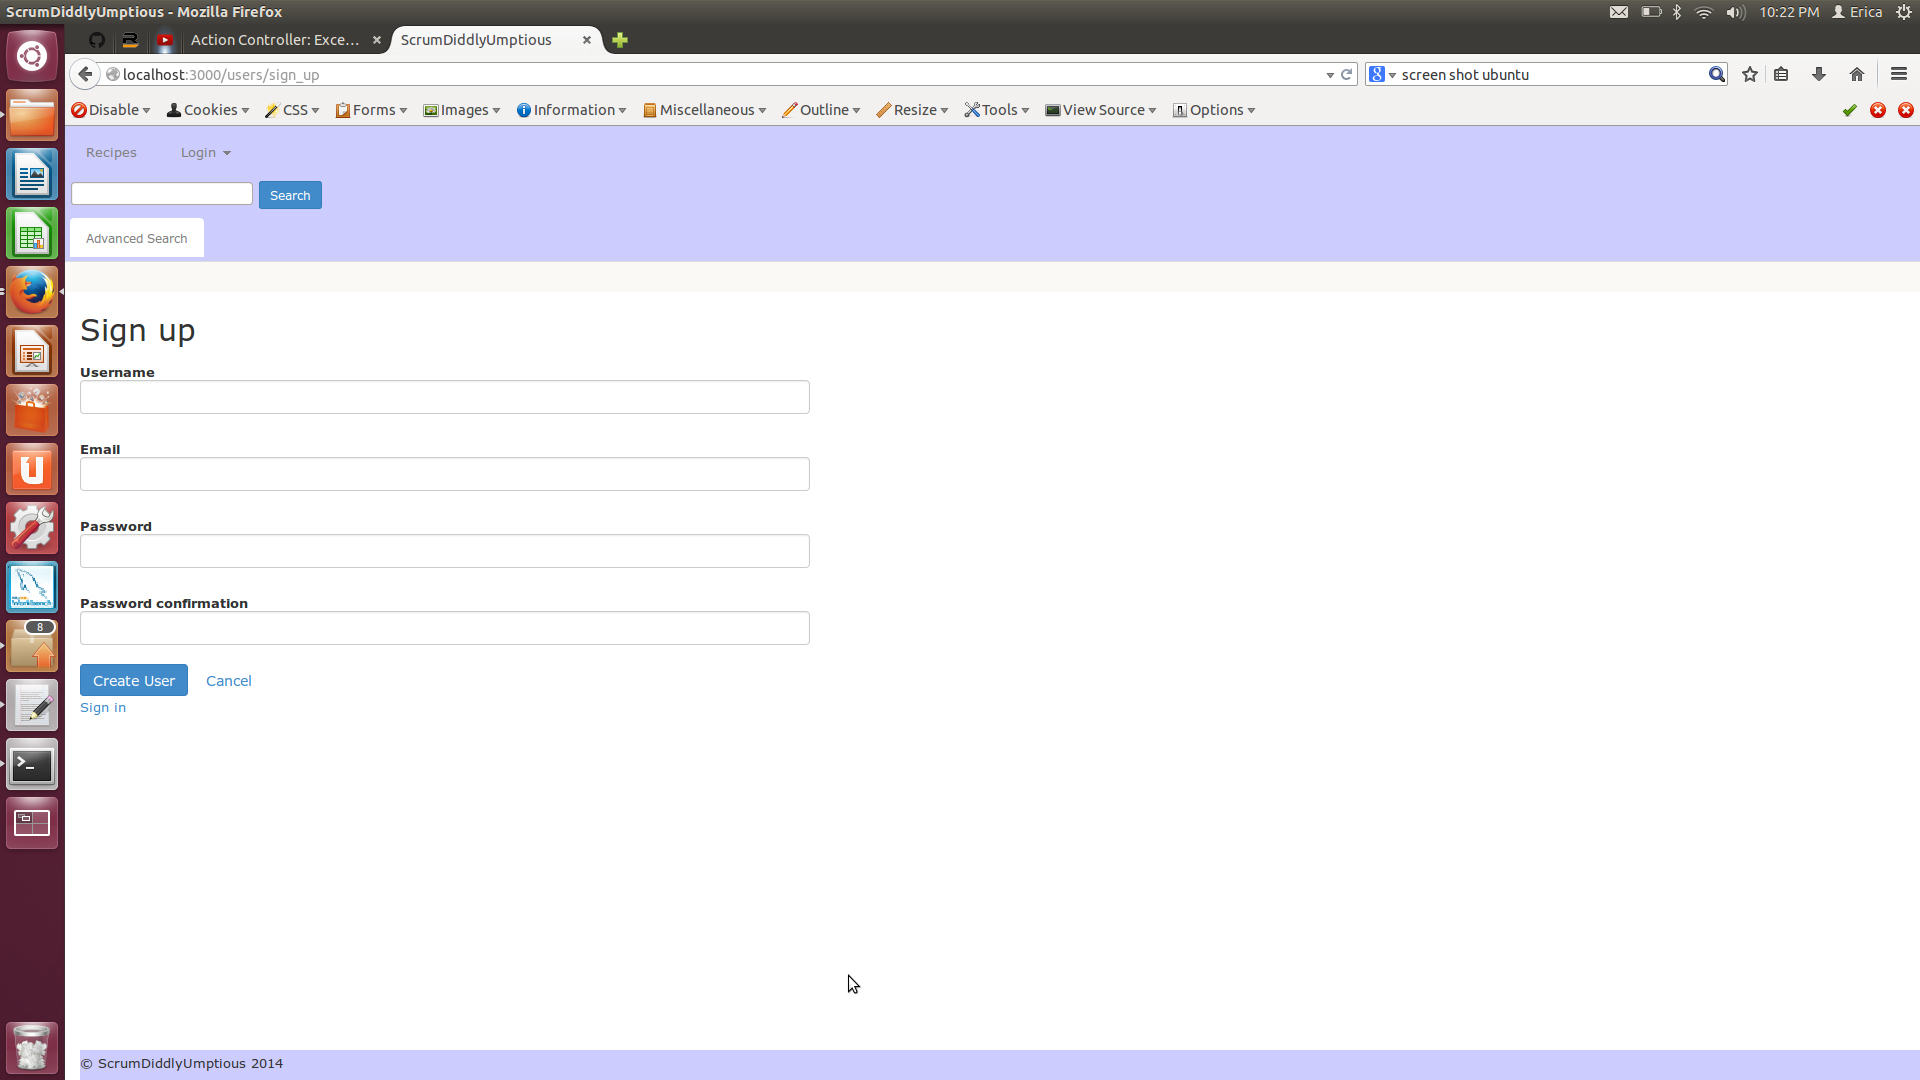 ScrumDiddlyUmptious - Mozilla Firefox
10:22 PM Erica
Action Controller: Exce...
ScrumDiddlyUmptious
localhost:3000/users/sign_up
screen shot ubuntu
Disable
Cookies
CSS
Forms
Images
Information
Miscellaneous
Outline
Resize
Tools
View Source
Options
Recipes
Login
Search
Advanced Search
Sign up
Username
Email
Password
Password confirmation
Create User
Cancel
Sign in
8
© ScrumDiddlyUmptious 2014